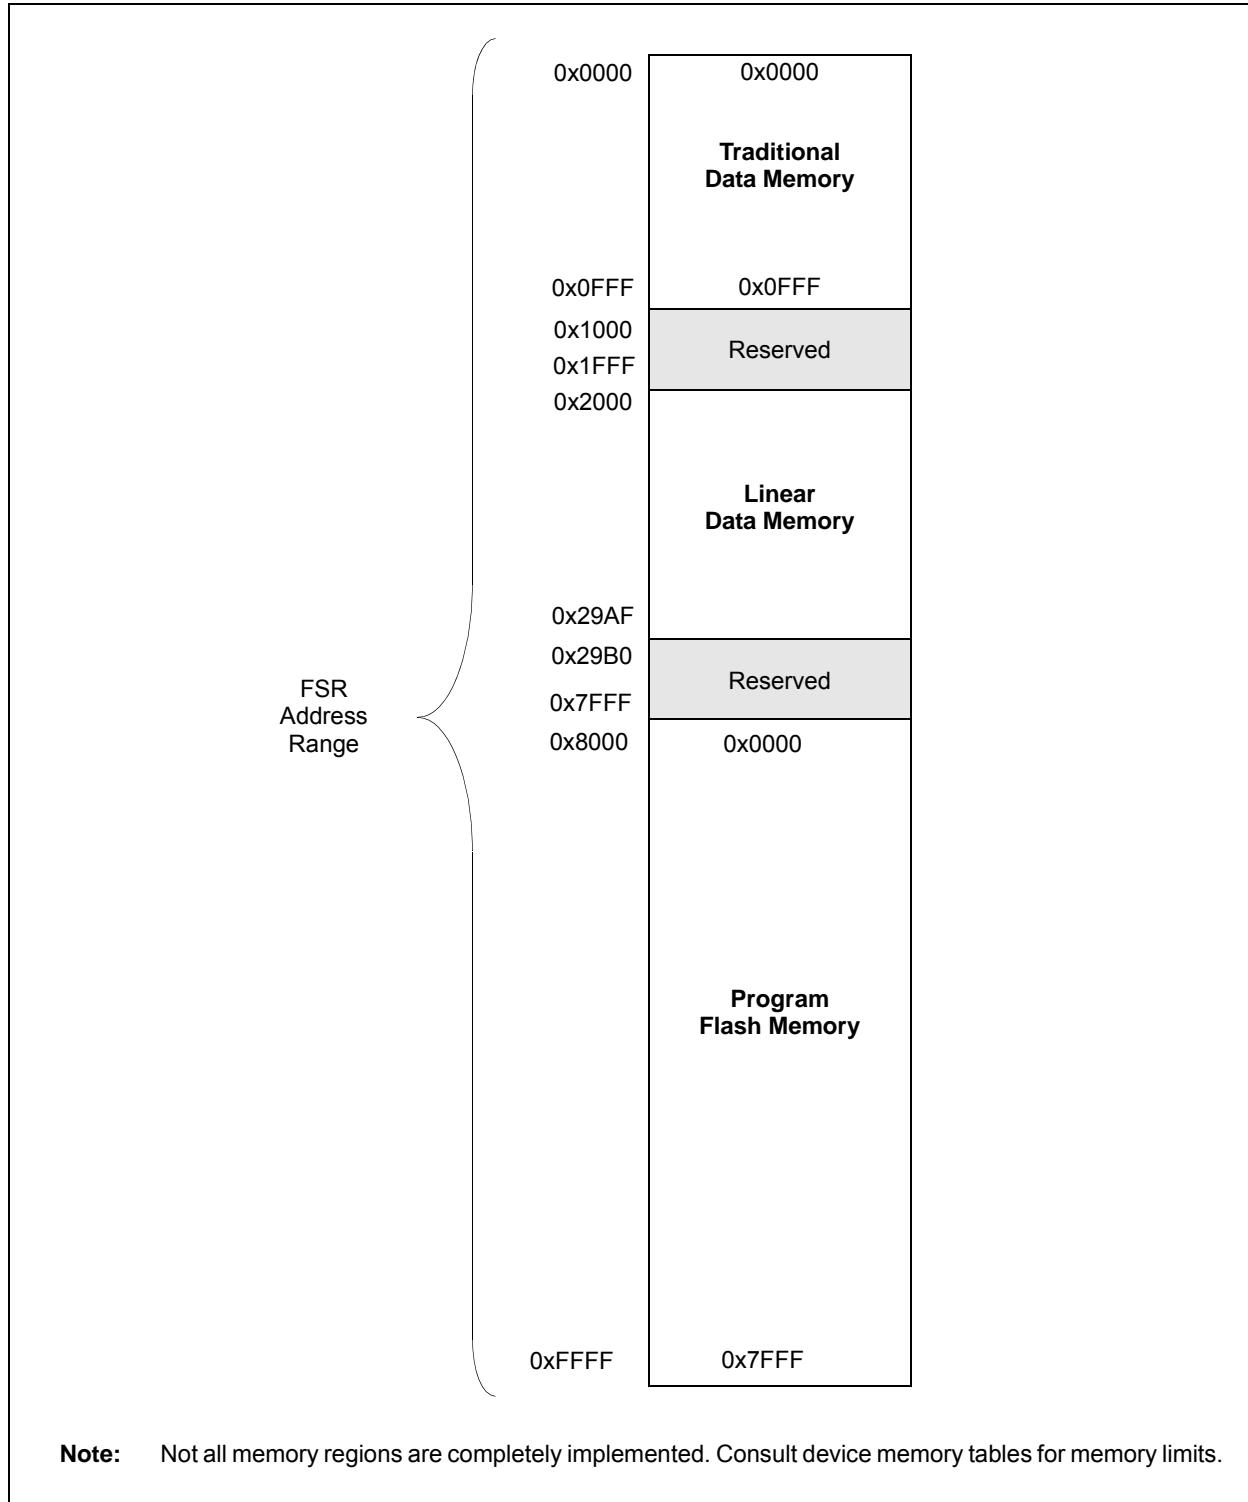 0x0000 0x0000
Traditional
Data Memory
0x0FFF 0x0FFF
0x1000
Reserved
0x1FFF
0x2000
Linear
Data Memory
0x29AF
0x29B0
Reserved
0x7FFF
FSR
Address
Range
0x8000 0x0000
Program
Flash Memory
0xFFFF 0x7FFF
Note: Not all memory regions are completely implemented. Consult device memory tables for memory limits.